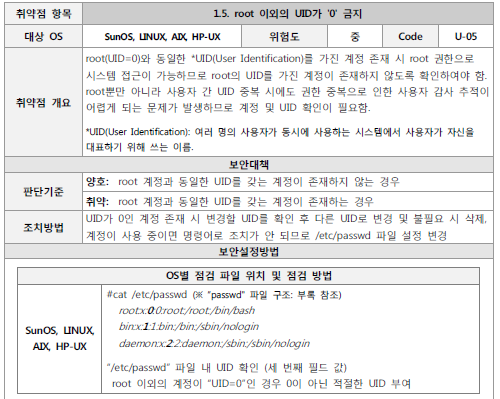 취약점 항목 1.5. root 이외의 UID가 '0' 금지
대상 OS SunOS, LINUX, AIX, HP-UX 위험도 중 Code U-05
취약점 개요
root(UID=0)와 동일한 *UID(User Identification)를 가진 계정 존재 시 root 권한으로
시스템 접근이 가능하므로 root의 UID를 가진 계정이 존재하지 않도록 확인하여야 함.
root뿐만 아니라 사용자 간 UID 중복 시에도 권한 중복으로 인한 사용자 감사 추적이
어렵게 되는 문제가 발생하므로 계정 및 UID 확인이 필요함.
*UID(User Identification): 여러 명의 사용자가 동시에 사용하는 시스템에서 사용자가 자신을
대표하기 위해 쓰는 이름.
보안대책
판단기준
양호: root 계정과 동일한 UID를 갖는 계정이 존재하지 않는 경우
취약: root 계정과 동일한 UID를 갖는 계정이 존재하는 경우
조치방법
UID가 0인 계정 존재 시 변경할 UID를 확인 후 다른 UID로 변경 및 불필요 시 삭제,
계정이 사용 중이면 명령어로 조치가 안 되므로 /etc/passwd 파일 설정 변경
보안설정방법
OS별 점검 파일 위치 및 점검 방법
SunOS, LINUX,
AIX, HP-UX
#cat /etc/passwd (※ "passwd" 파일 구조: 부록 참조)
root:x:0:0:root:/root:/bin/bash
bin:x:1:1:bin:/bin:/sbin/nologin
daemon:x:2:2:daemon:/sbin:/sbin/nologin
"/etc/passwd" 파일 내 UID 확인 (세 번째 필드 값)
root 이외의 계정이 "UID=0"인 경우 0이 아닌 적절한 UID 부여